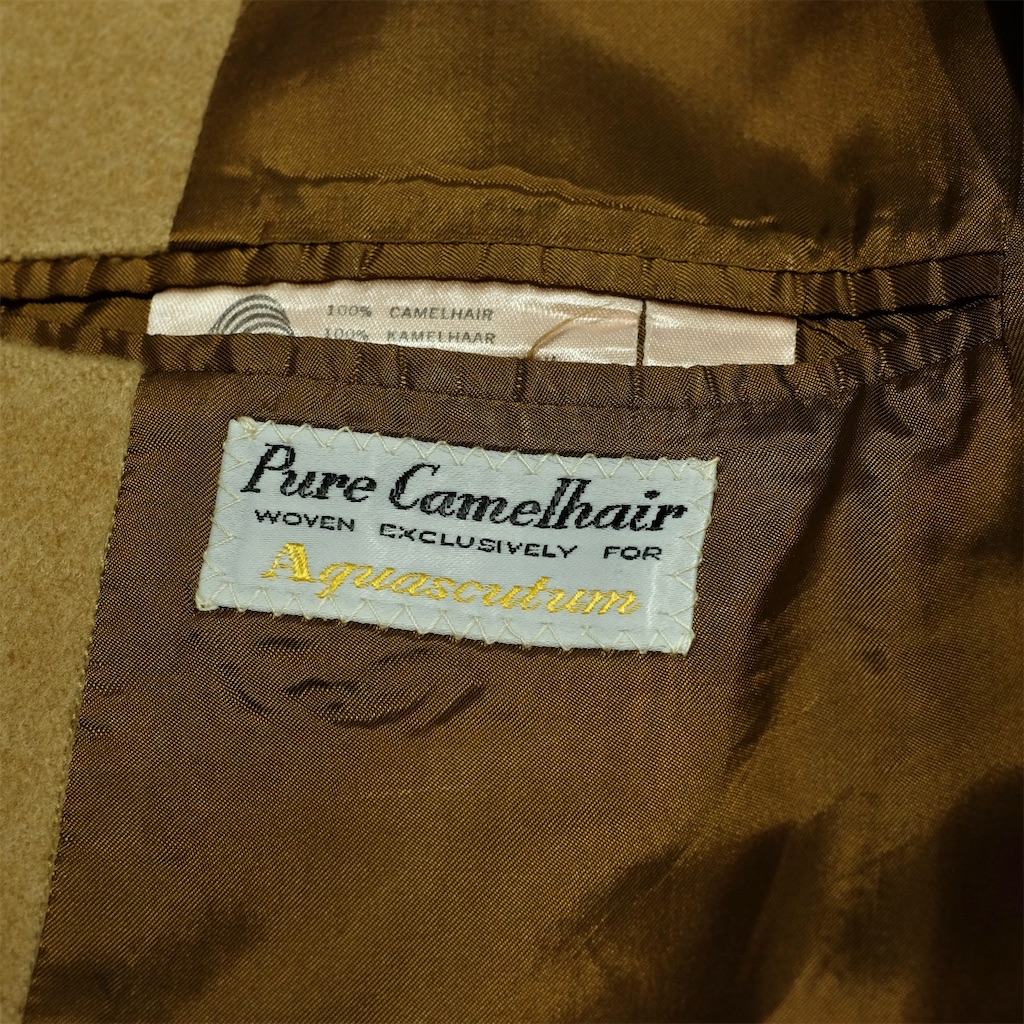 100% CAMELHAIR
100% KAMELHAAR
Pure Camelhair
WOVEN EXCLUSIVELY FOR
Aquascutum